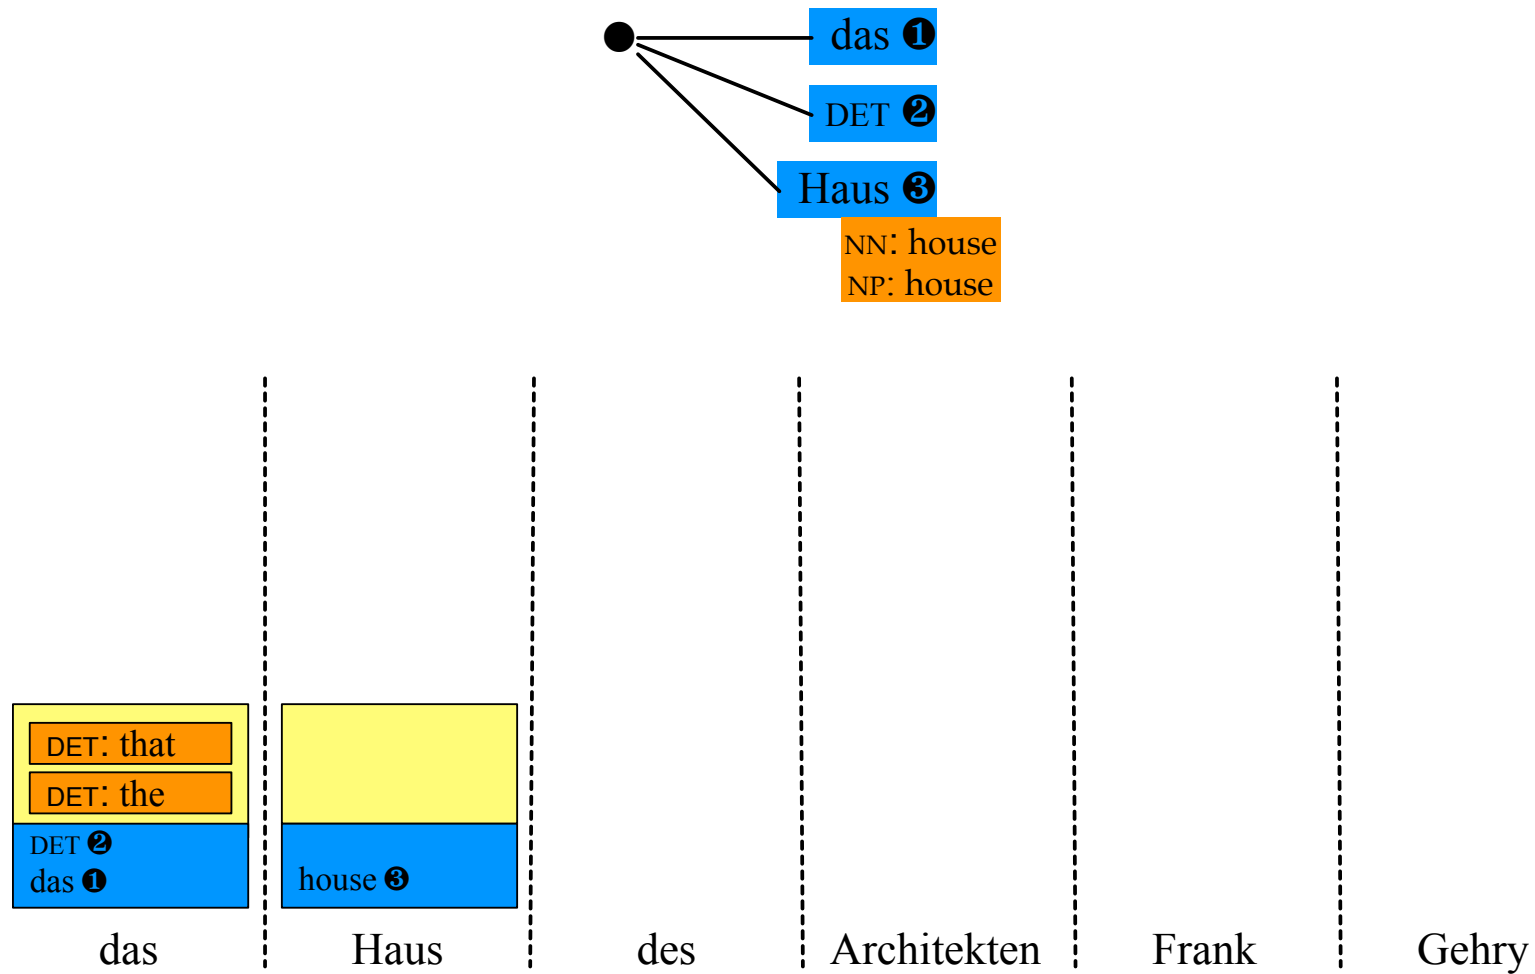 das ❶
DET ❷
Haus ❸
NN: house
NP: house
DET: that
DET: the
DET ❷
das ❶
house ❸
das Haus des Architekten Frank Gehry